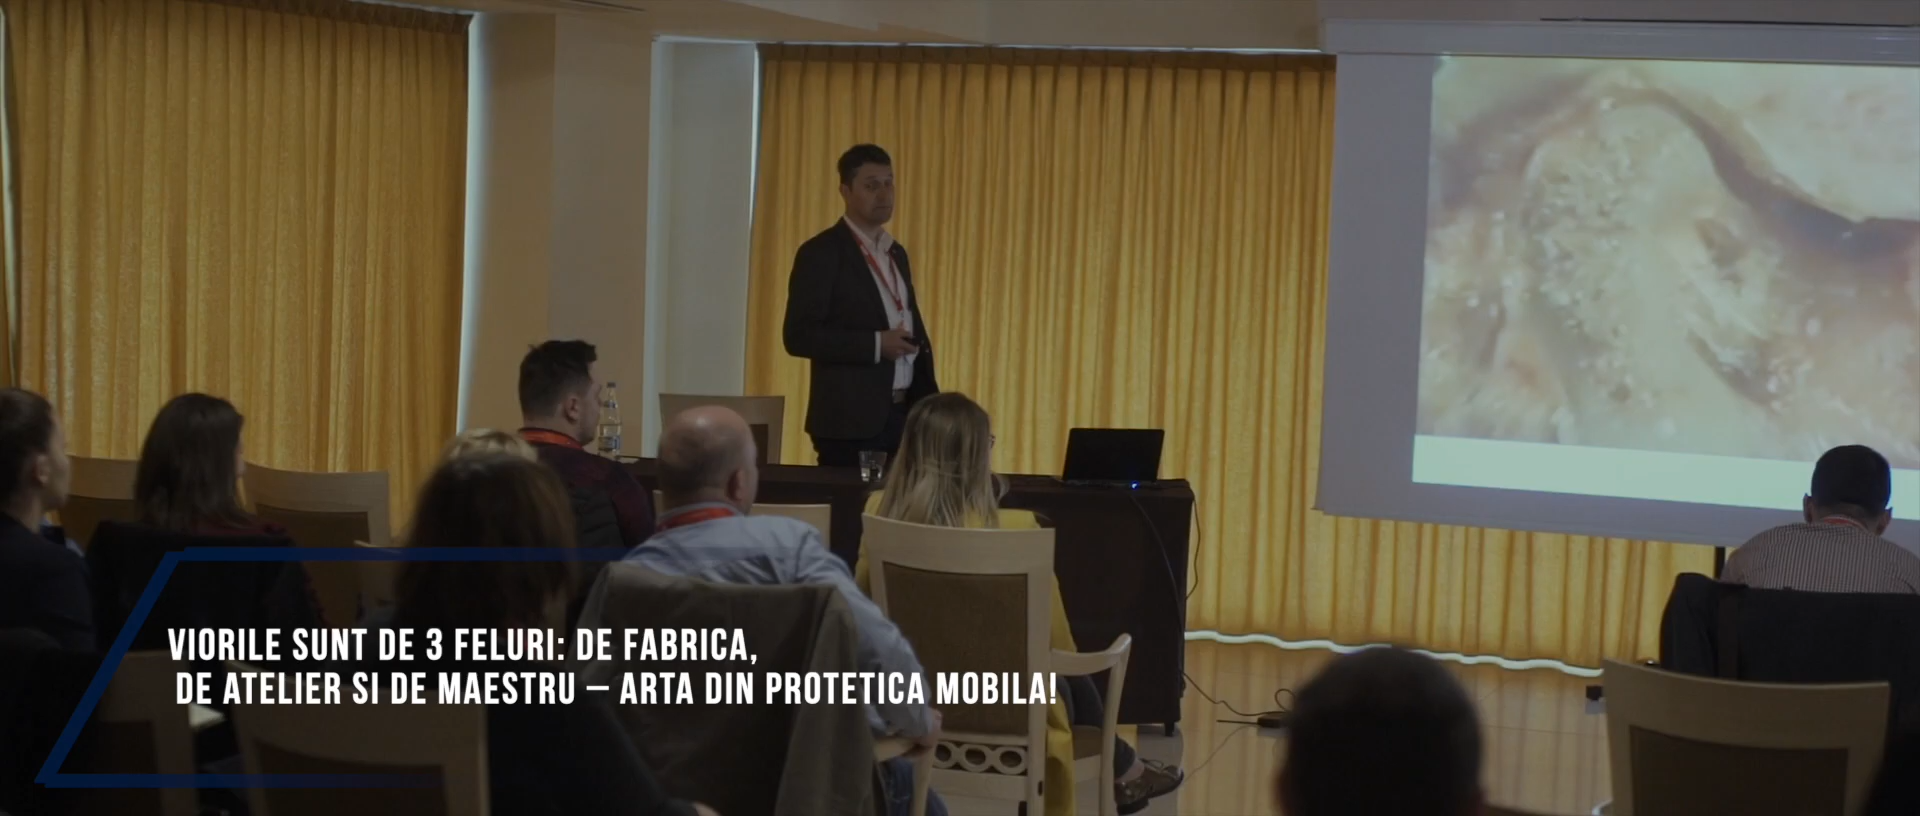 VIORILE SUNT DE 3 FELURI: DE FABRICA,
DE ATELIER SI DE MAESTRU – ARTA DIN PROTETICA MOBILA!